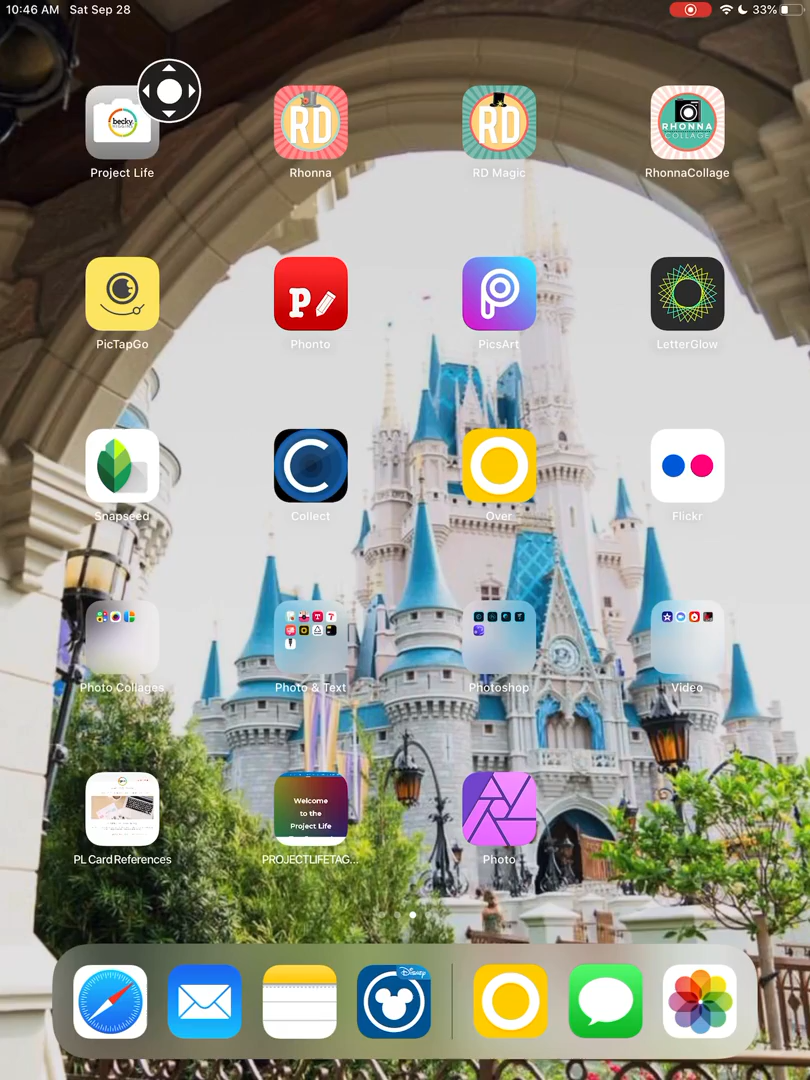 10:46 AM Sat Sep 28
33%
becky
HIGGINS
RD
RD
RHONNA
COLLAGE
Project Life
Rhonna
RD Magic
RhonnaCollage
P
PicTapGo
Phonto
PicsArt
LetterGlow
Snapseed
Collect
Over
Flickr
Photo Collages
Photo & Text
Photoshop
Video
Welcome
to the
Project Life
PL Card References
PROJECTLIFETAG...
Photo
Disney